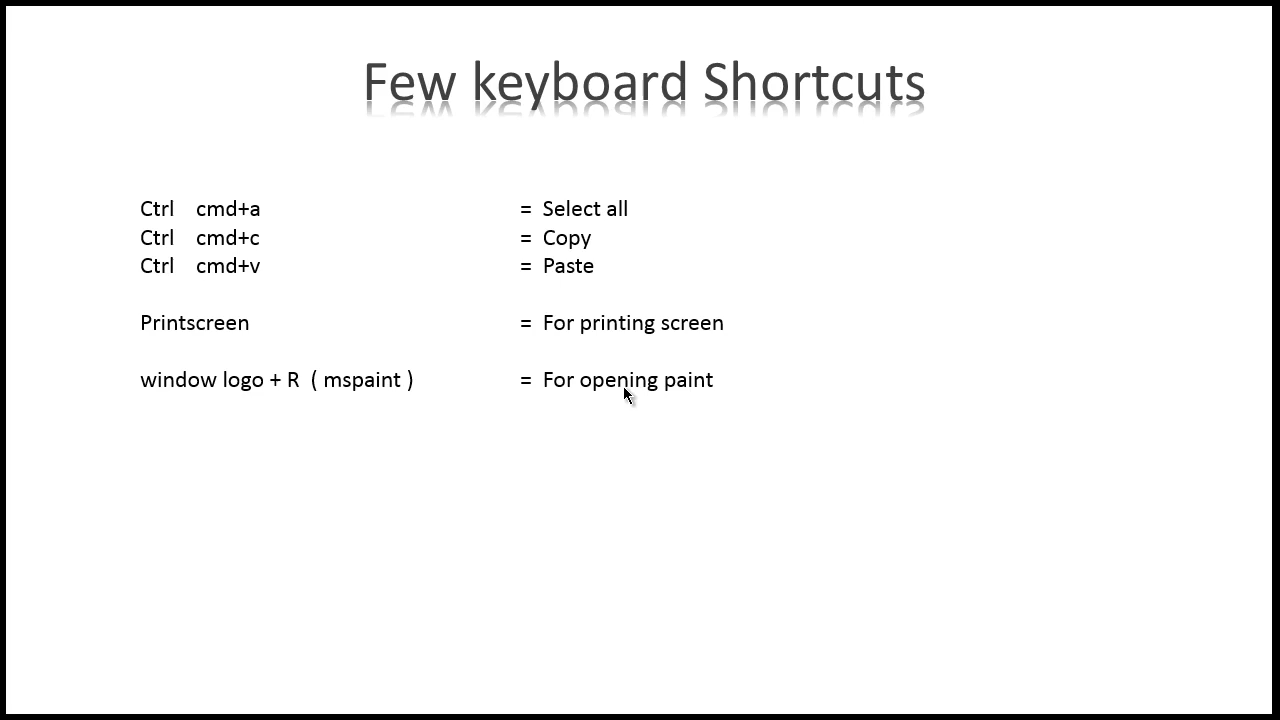 Few keyboard Shortcuts
Ctrl cmd+a = Select all
Ctrl cmd+c = Copy
Ctrl cmd+v = Paste
Printscreen = For printing screen
window logo + R ( mspaint ) = For opening paint